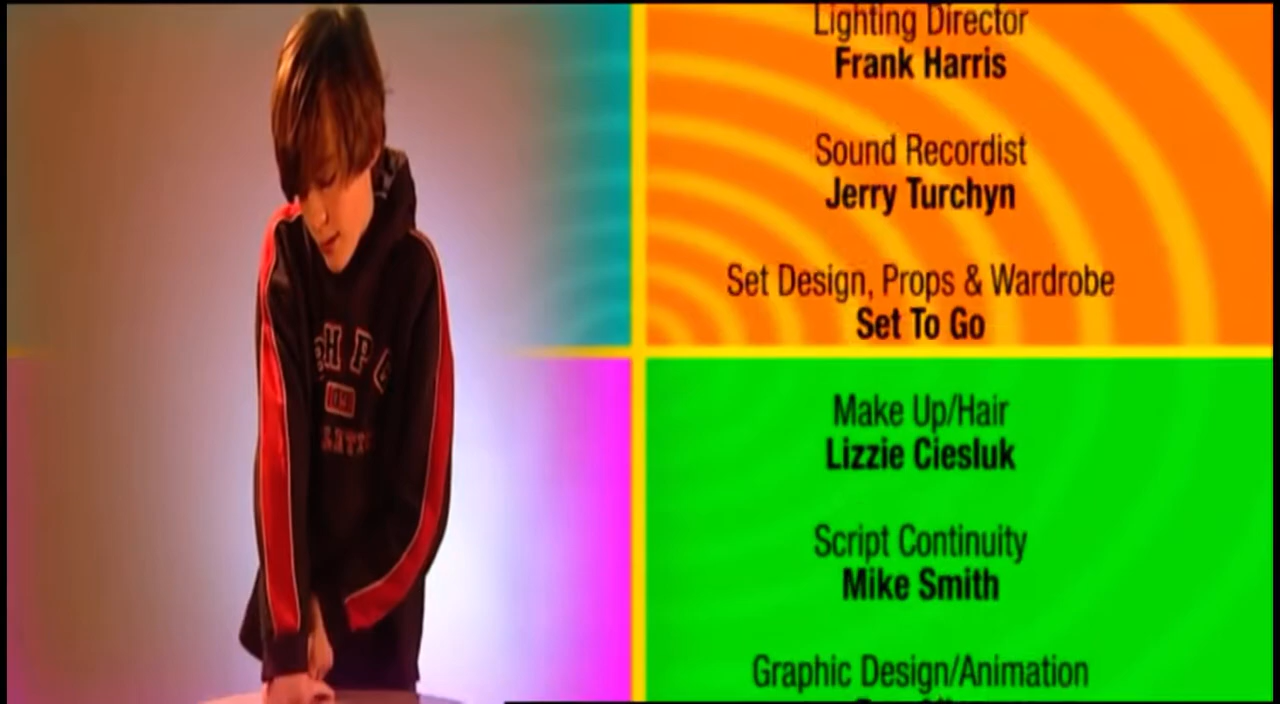 Lighting Director
Frank Harris
Sound Recordist
Jerry Turchyn
Set Design, Props & Wardrobe
Set To Go
Make Up/Hair
Lizzie Ciesluk
Script Continuity
Mike Smith
Graphic Design/Animation